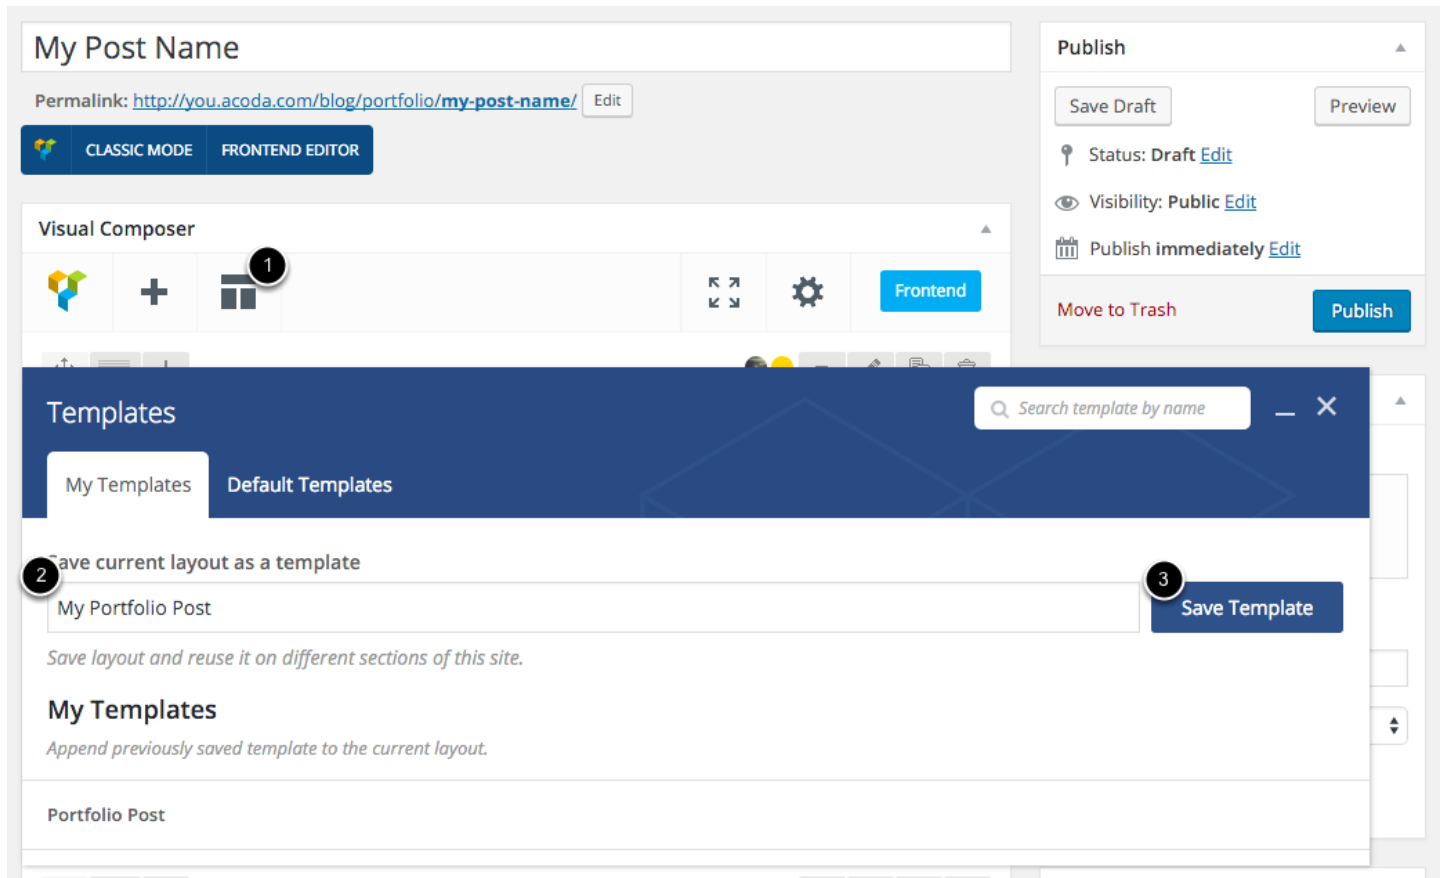 My Post Name
Permalink: http://you.acoda.com/blog/portfolio/my-post-name/ Edit
CLASSIC MODE FRONTEND EDITOR
Visual Composer
1
Frontend
Publish
Save Draft Preview
Status: Draft Edit
Visibility: Public Edit
Publish immediately Edit
Move to Trash Publish
Templates
Search template by name
My Templates Default Templates
Save current layout as a template
2
3
My Portfolio Post
Save Template
Save layout and reuse it on different sections of this site.
My Templates
Append previously saved template to the current layout.
Portfolio Post